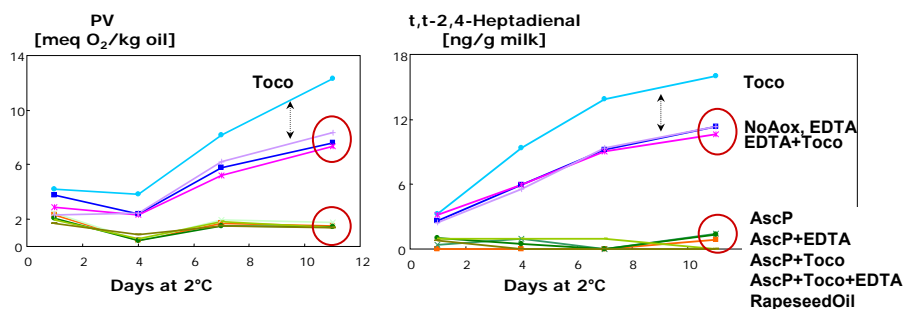 PV
[meq O₂/kg oil]
14
10
6
2
0
0
2
4
6
8
10
12
Days at 2°C
Toco
t,t-2,4-Heptadienal
[ng/g milk]
18
12
6
0
0
2
4
6
8
10
Days at 2°C
Toco
NoAox, EDTA
EDTA+Toco
AscP
AscP+EDTA
AscP+Toco
AscP+Toco+EDTA
RapeseedOil